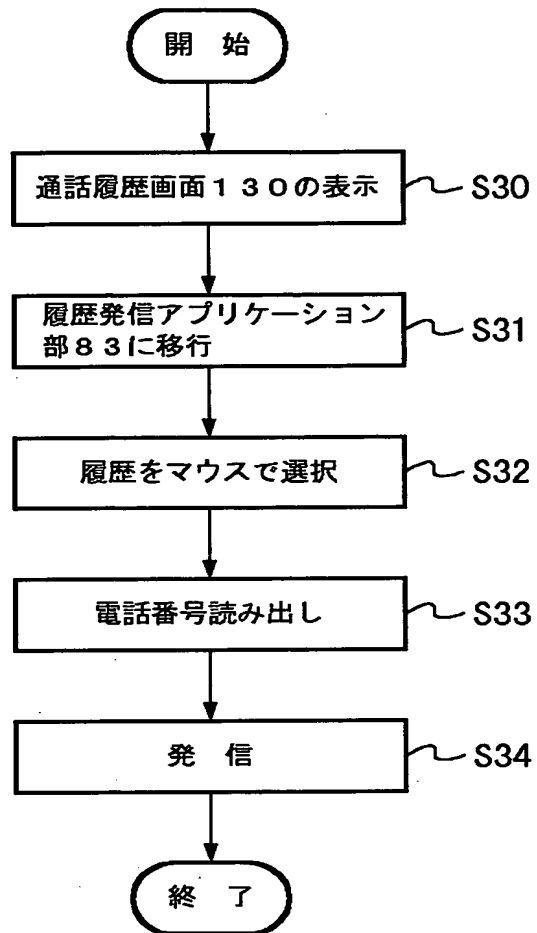 開 始
通話履歴画面１３０の表示
S30
履歴発信アプリケーション
部８３に移行
S31
履歴をマウスで選択
S32
電話番号読み出し
S33
発 信
S34
終 了